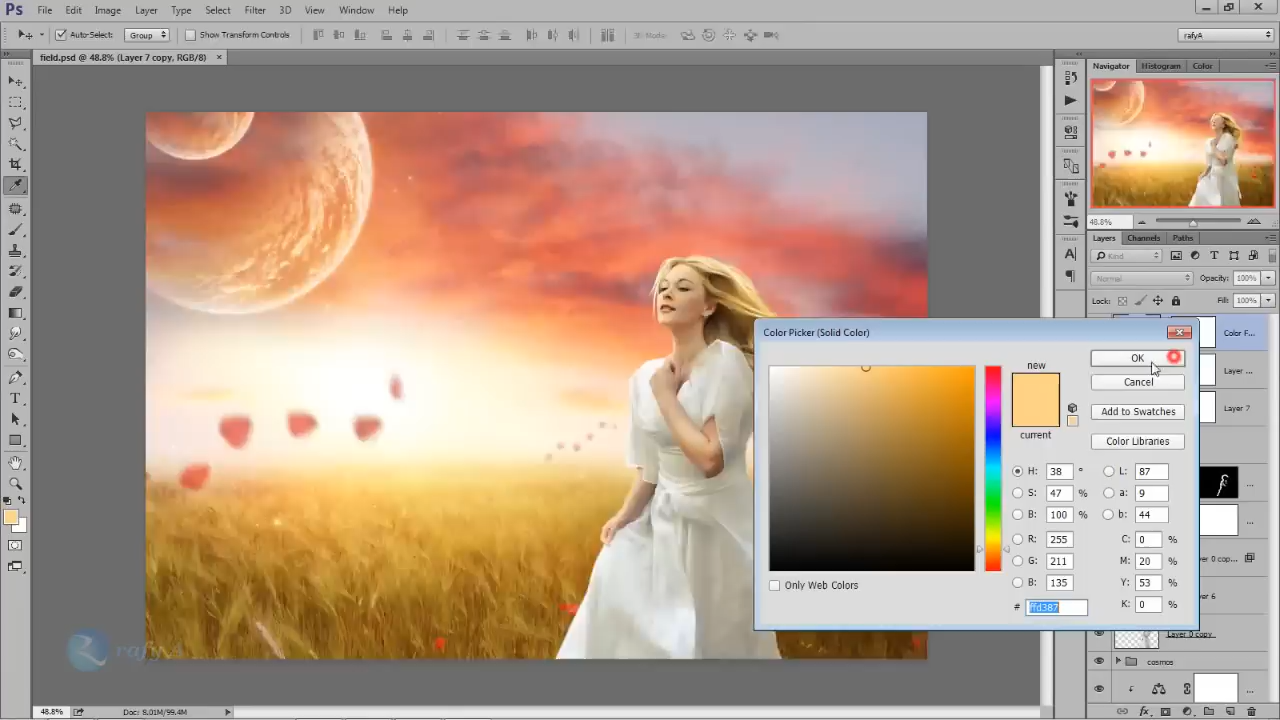 Ps File Edit Image Layer Type Select Filter 3D View Window Help
Auto-Select: Group Show Transform Controls 3D Mode: rafyA
field.psd @ 48.8% (Layer 7 copy, RGB/8) ×
Navigator Histogram Color
48.8%
Layers Channels Paths
Kind
Normal Opacity: 100%
Lock: Fill: 100%
Color F...
Layer ...
Layer 7
...
...
Layer 0 copy
cosmos
...
Color Picker (Solid Color)
new
current
OK
Cancel
Add to Swatches
Color Libraries
H: 38 ° L: 87
S: 47 % a: 9
B: 100 % b: 44
R: 255 C: 0 %
G: 211 M: 20 %
B: 135 Y: 53 %
# ffd387 K: 0 %
Only Web Colors
rafyA
48.8% Doc: 8.01M/99.4M